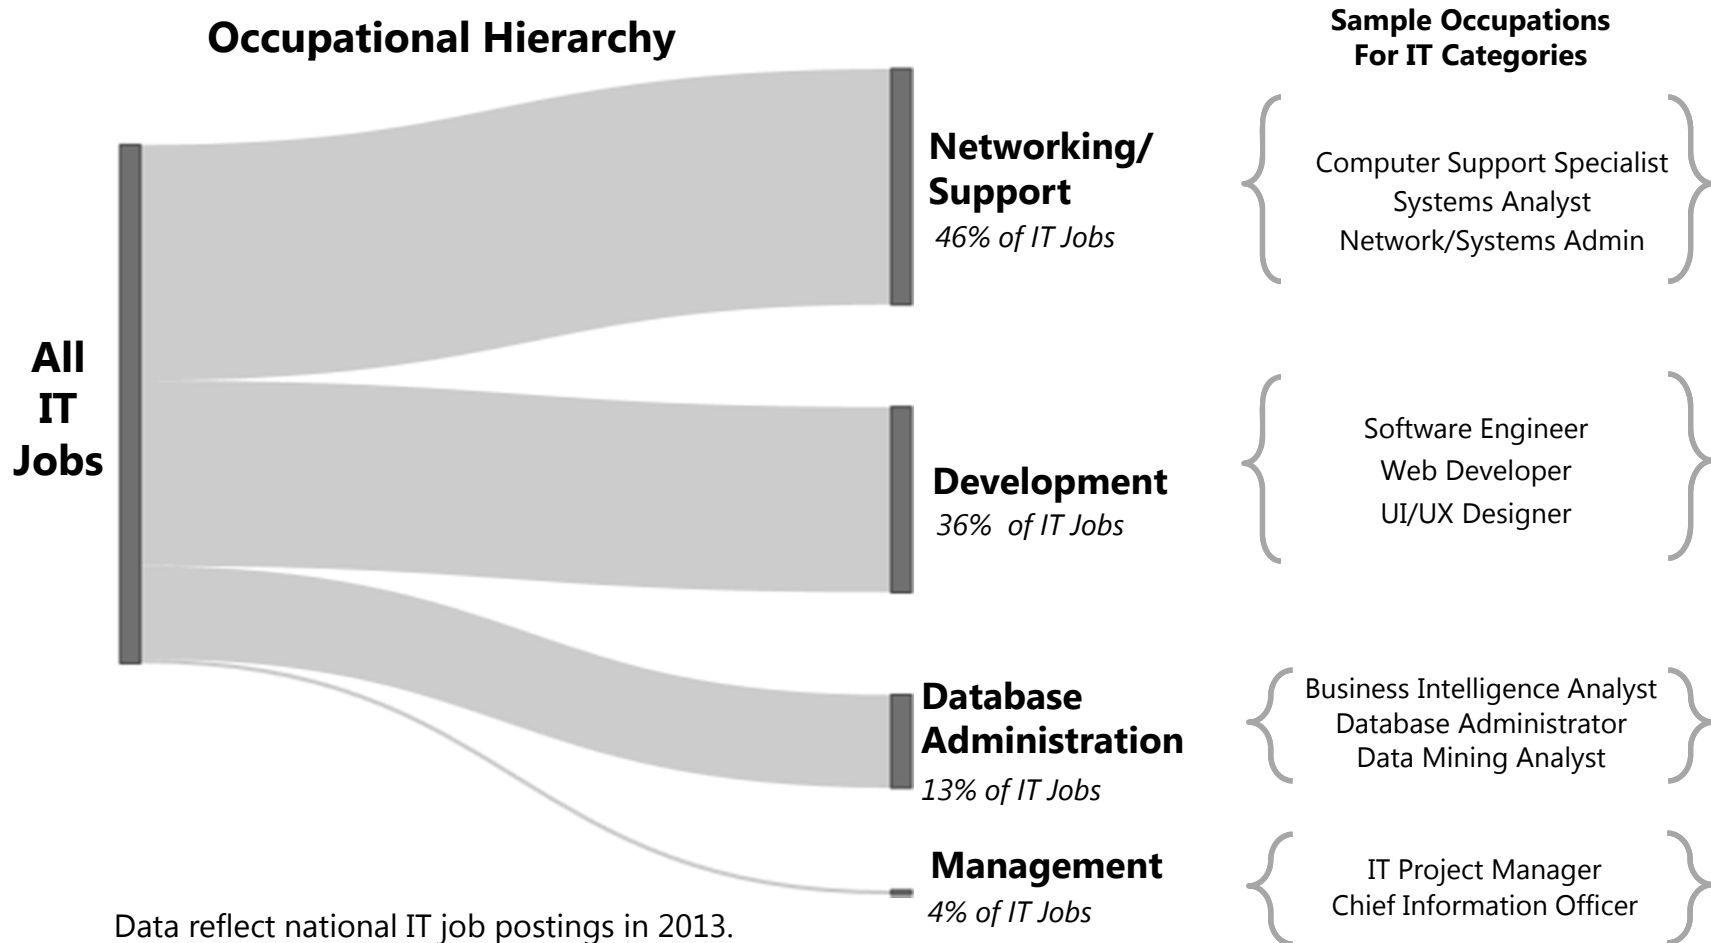 Occupational Hierarchy
Sample Occupations
For IT Categories
All
IT
Jobs
Networking/
Support
46% of IT Jobs
Computer Support Specialist
Systems Analyst
Network/Systems Admin
Development
36%  of IT Jobs
Software Engineer
Web Developer
UI/UX Designer
Database
Administration
13% of IT Jobs
Business Intelligence Analyst
Database Administrator
Data Mining Analyst
Management
4% of IT Jobs
IT Project Manager
Chief Information Officer
Data reflect national IT job postings in 2013.